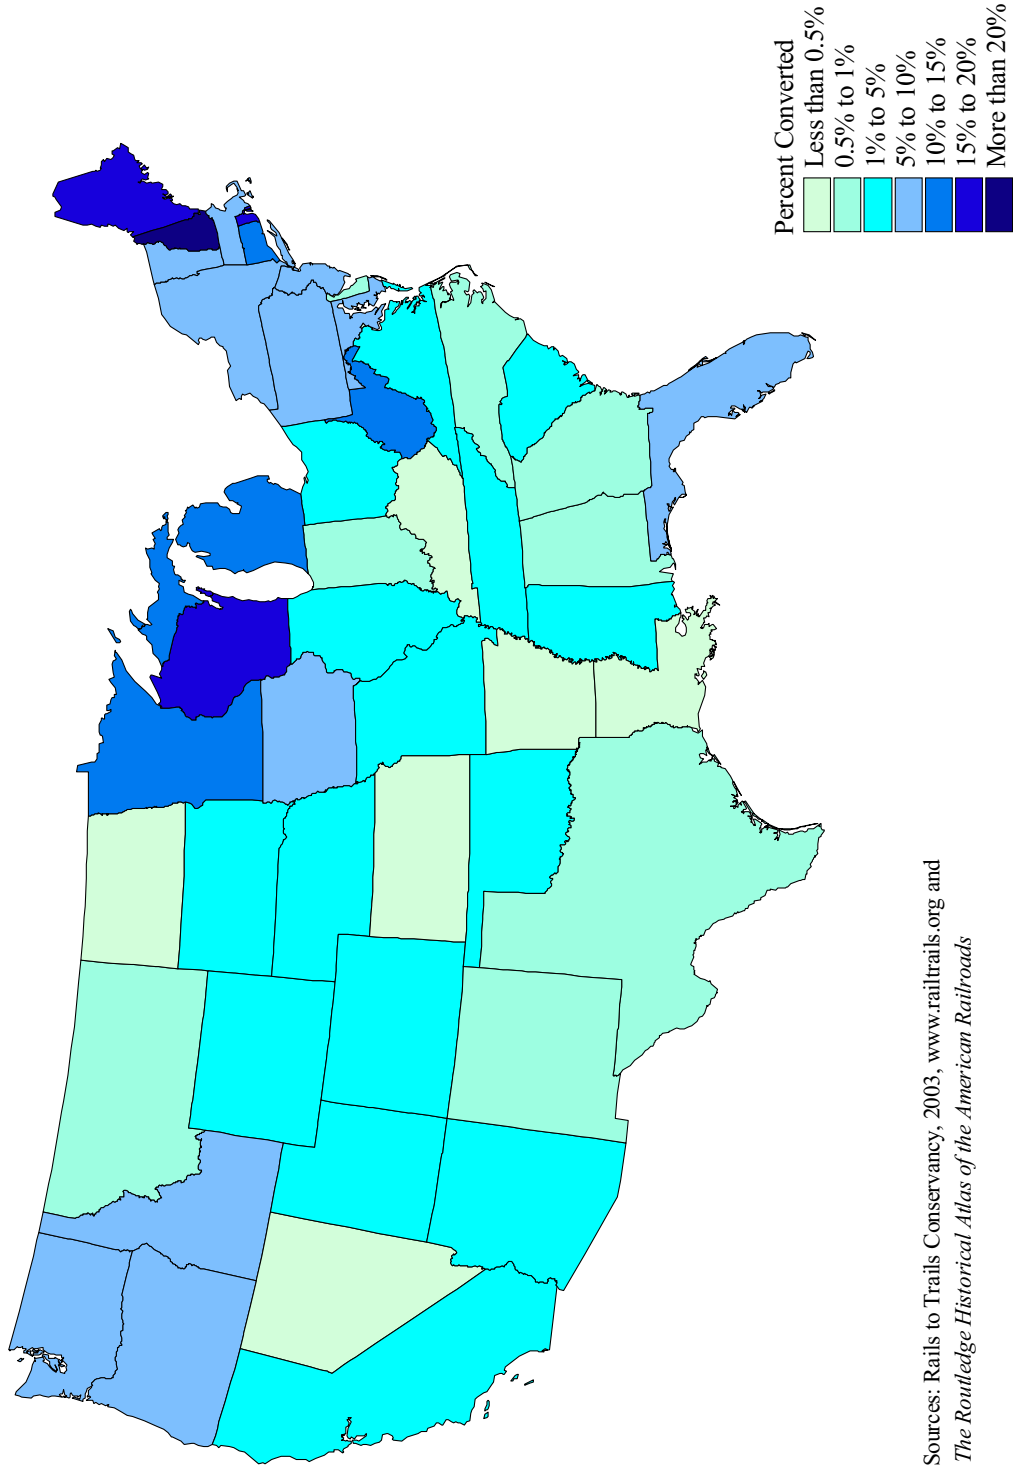 Percent Converted
Less than 0.5%
0.5% to 1%
1% to 5%
5% to 10%
10% to 15%
15% to 20%
More than 20%
Sources: Rails to Trails Conservancy, 2003, www.railtrails.org and
The Routledge Historical Atlas of the American Railroads